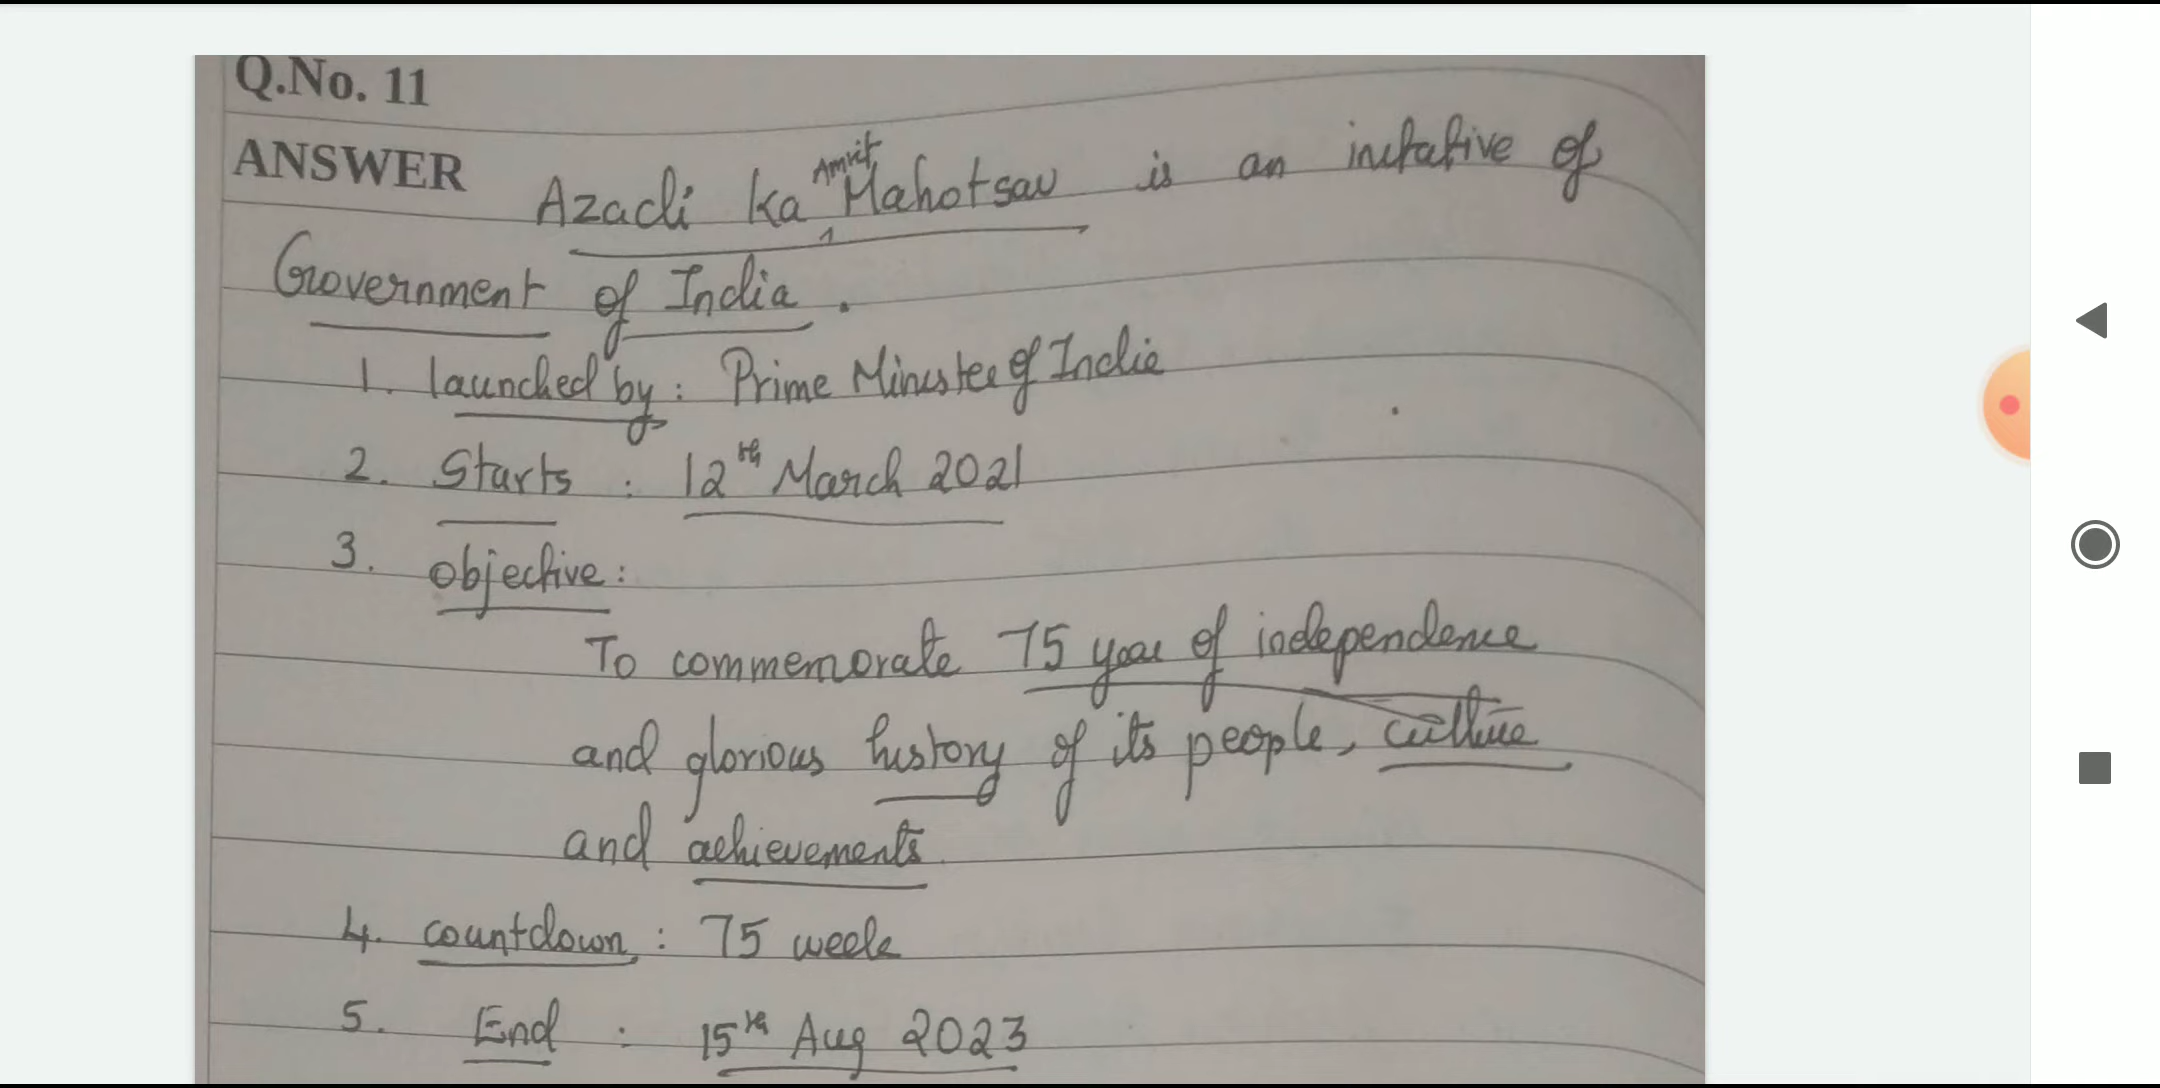 Q.No. 11
ANSWER Azadi ka Amrit Mahotsav is an initative of
Government of India.
1. launched by: Prime Minister of India
2. Starts : 12th March 2021
3. objective:
To commemorate 75 year of independence
and glorious history of its people, culture
and achievements
4. countdown : 75 week
5. End : 15th Aug 2023